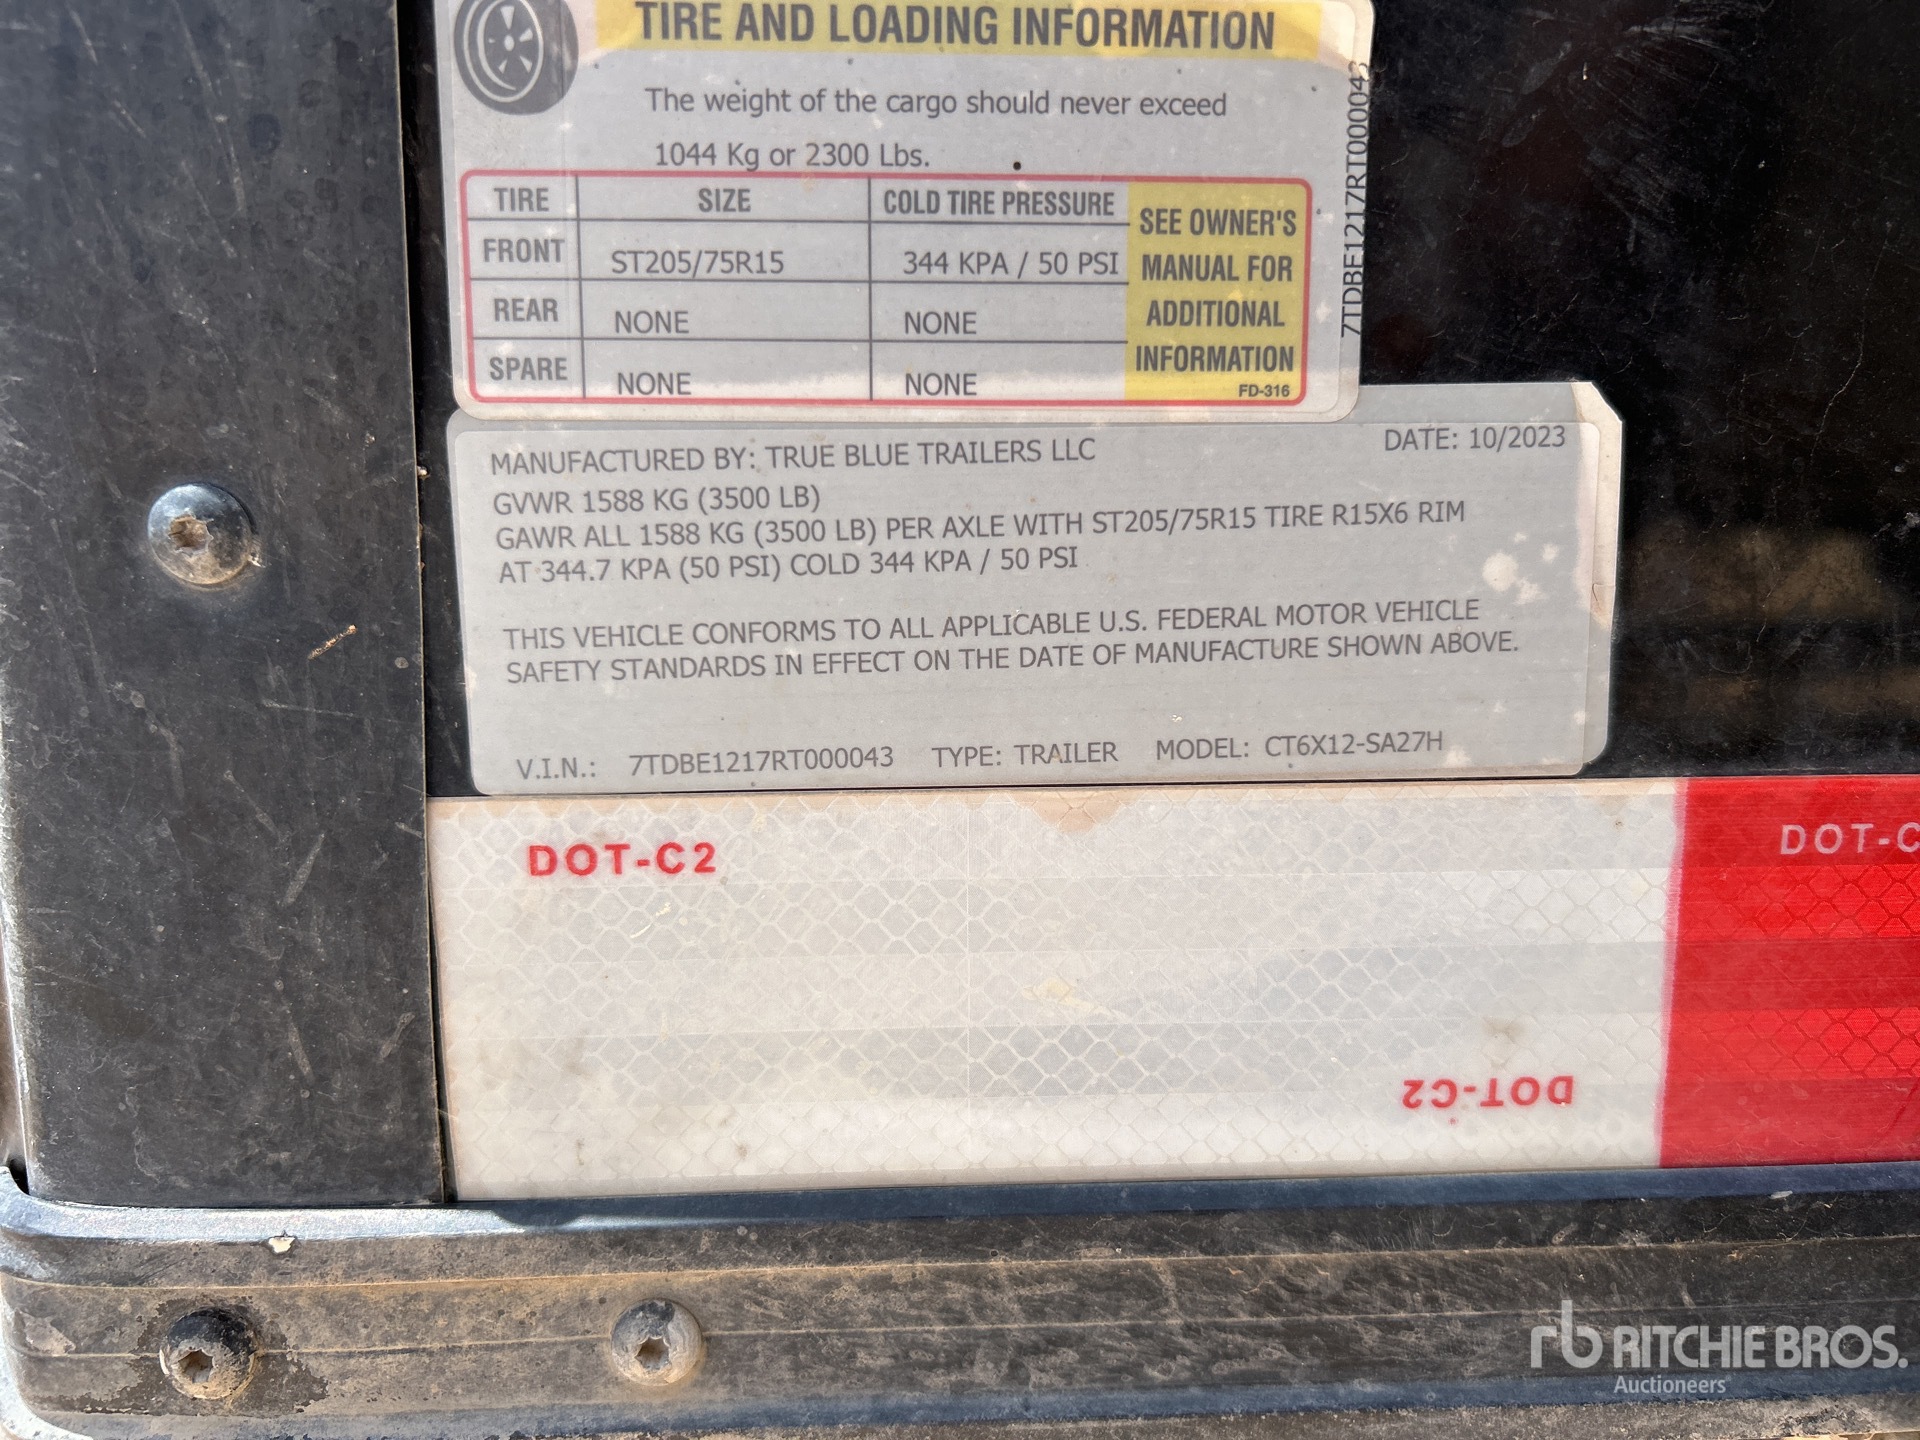 TIRE AND LOADING INFORMATION
The weight of the cargo should never exceed
1044 Kg or 2300 Lbs.
TIRE SIZE COLD TIRE PRESSURE
FRONT ST205/75R15 344 KPA / 50 PSI
REAR NONE NONE
SPARE NONE NONE
SEE OWNER'S
MANUAL FOR
ADDITIONAL
INFORMATION
FD-316
7TDBE1217RT000043
MANUFACTURED BY: TRUE BLUE TRAILERS LLC DATE: 10/2023
GVWR 1588 KG (3500 LB)
GAWR ALL 1588 KG (3500 LB) PER AXLE WITH ST205/75R15 TIRE R15X6 RIM
AT 344.7 KPA (50 PSI) COLD 344 KPA / 50 PSI
THIS VEHICLE CONFORMS TO ALL APPLICABLE U.S. FEDERAL MOTOR VEHICLE
SAFETY STANDARDS IN EFFECT ON THE DATE OF MANUFACTURE SHOWN ABOVE.
V.I.N.: 7TDBE1217RT000043 TYPE: TRAILER MODEL: CT6X12-SA27H
DOT-C2 DOT-C
DOT-C2
rb RITCHIE BROS.
Auctioneers